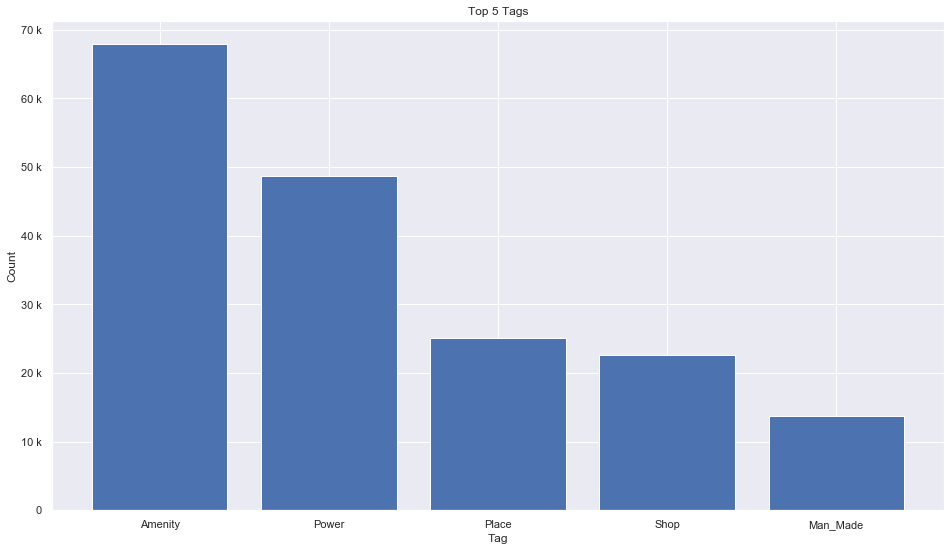 Top 5 Tags
70 k
60 k
50 k
40 k
30 k
20 k
10 k
0
Count
Amenity Power Place Shop Man_Made
Tag